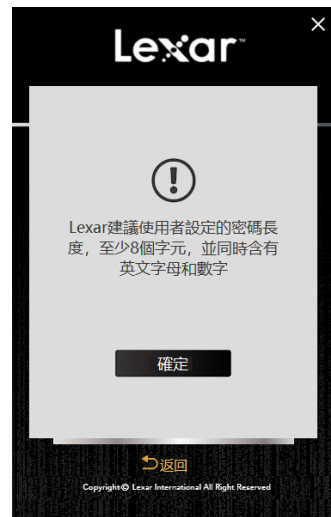 Lexar™
Lexar建議使用者設定的密碼長
度，至少8個字元，並同時含有
英文字母和數字
確定
返回
Copyright© Lexar International All Right Reserved